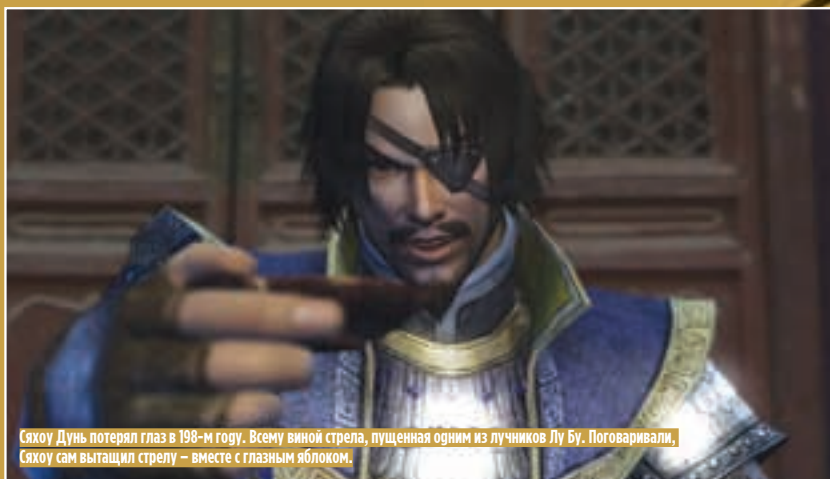 Сяхоу Дунь потерял глаз в 198-м году. Всему виной стрела, пущенная одним из лучников Лу Бу. Поговаривали,
Сяхоу сам вытащил стрелу – вместе с глазным яблоком.